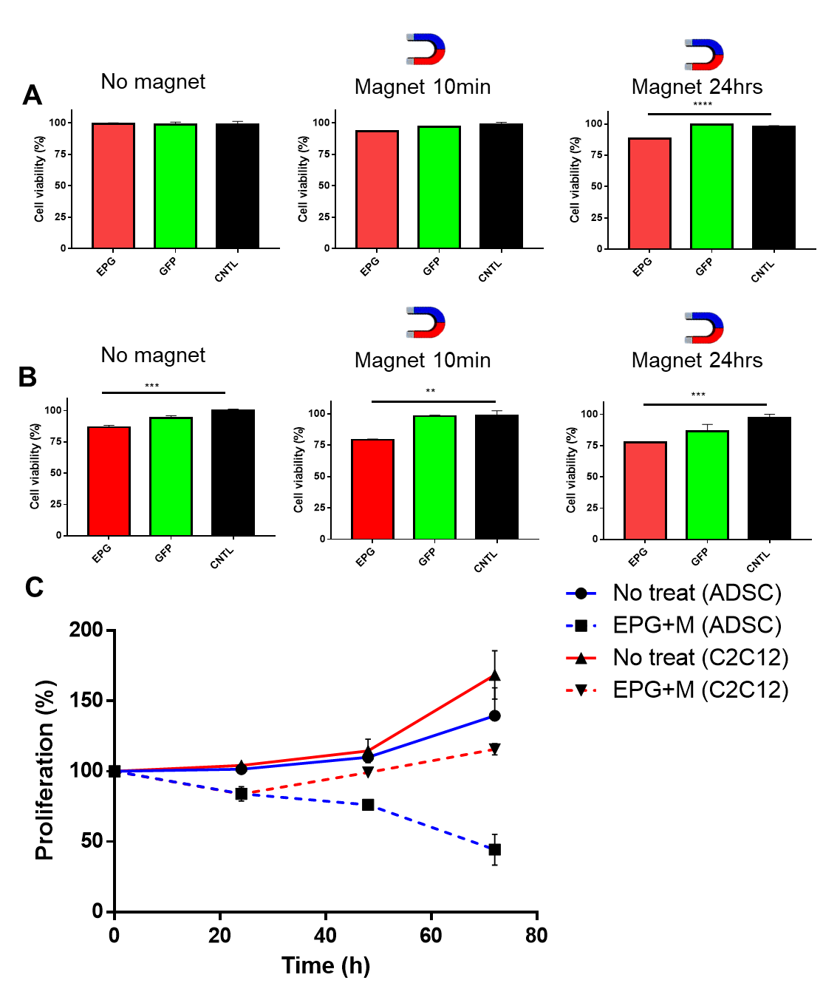 A
No magnet
Magnet 10min
Magnet 24hrs
Cell viability (%)
100
75
50
25
0
EPG
GFP
CNTL
Cell viability (%)
100
75
50
25
0
EPG
GFP
CNTL
****
Cell viability (%)
100
75
50
25
0
EPG
GFP
CNTL
B
No magnet
Magnet 10min
Magnet 24hrs
***
Cell viability (%)
100
75
50
25
0
EPG
GFP
CNTL
**
Cell viability (%)
100
75
50
25
0
EPG
GFP
CNTL
***
Cell viability (%)
100
75
50
25
0
EPG
GFP
CNTL
C
No treat (ADSC)
EPG+M (ADSC)
No treat (C2C12)
EPG+M (C2C12)
Proliferation (%)
200
150
100
50
0
0 20 40 60 80
Time (h)